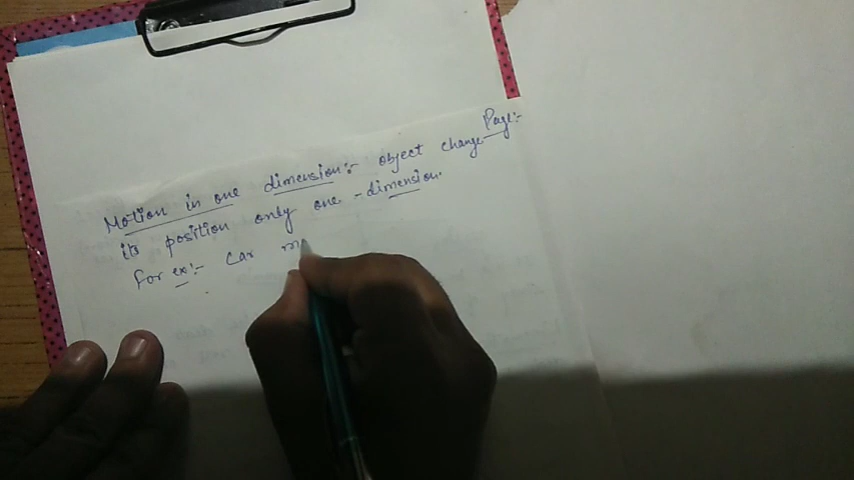 Page:-
Motion in one dimension:- object change
its position only one - dimension.
for ex:- Car m